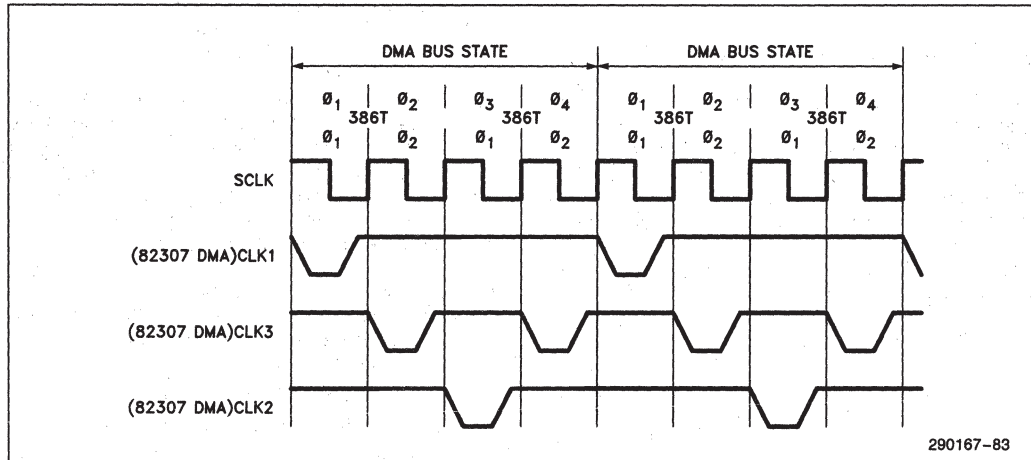 DMA BUS STATE DMA BUS STATE
Ø1 Ø2 Ø3 Ø4 Ø1 Ø2 Ø3 Ø4
386T 386T 386T 386T
Ø1 Ø2 Ø1 Ø2 Ø1 Ø2 Ø1 Ø2
SCLK
(82307 DMA)CLK1
(82307 DMA)CLK3
(82307 DMA)CLK2
290167-83